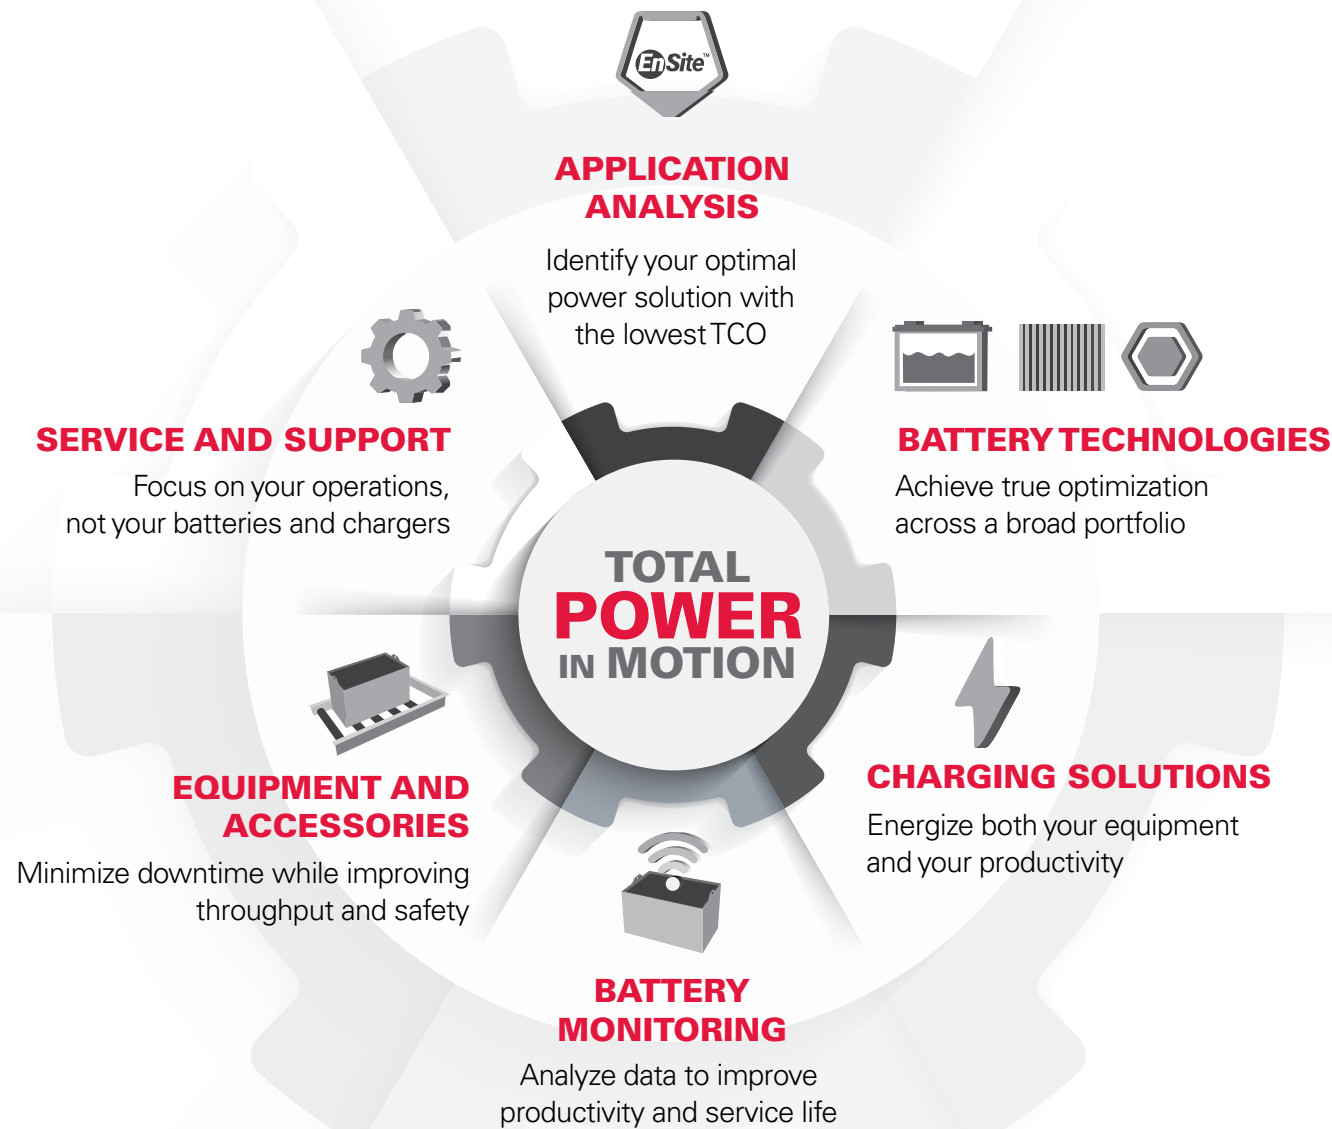 EnSite™
APPLICATION
ANALYSIS
Identify your optimal
power solution with
the lowest TCO
BATTERY TECHNOLOGIES
Achieve true optimization
across a broad portfolio
SERVICE AND SUPPORT
Focus on your operations,
not your batteries and chargers
TOTAL
POWER
IN MOTION
CHARGING SOLUTIONS
Energize both your equipment
and your productivity
EQUIPMENT AND
ACCESSORIES
Minimize downtime while improving
throughput and safety
BATTERY
MONITORING
Analyze data to improve
productivity and service life